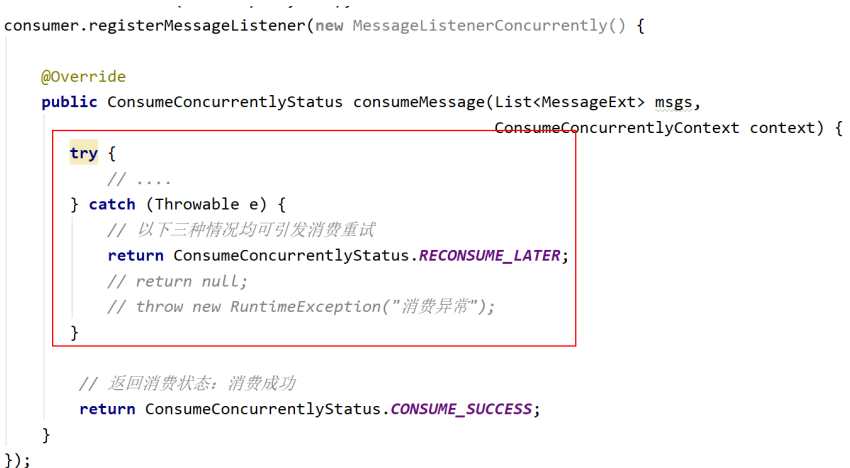 consumer.registerMessageListener(new MessageListenerConcurrently() {
@Override
public ConsumeConcurrentlyStatus consumeMessage(List<MessageExt> msgs,
ConsumeConcurrentlyContext context) {
try {
// ....
} catch (Throwable e) {
// 以下三种情况均可引发消费重试
return ConsumeConcurrentlyStatus.RECONSUME_LATER;
// return null;
// throw new RuntimeException("消费异常");
}
// 返回消费状态：消费成功
return ConsumeConcurrentlyStatus.CONSUME_SUCCESS;
}
});